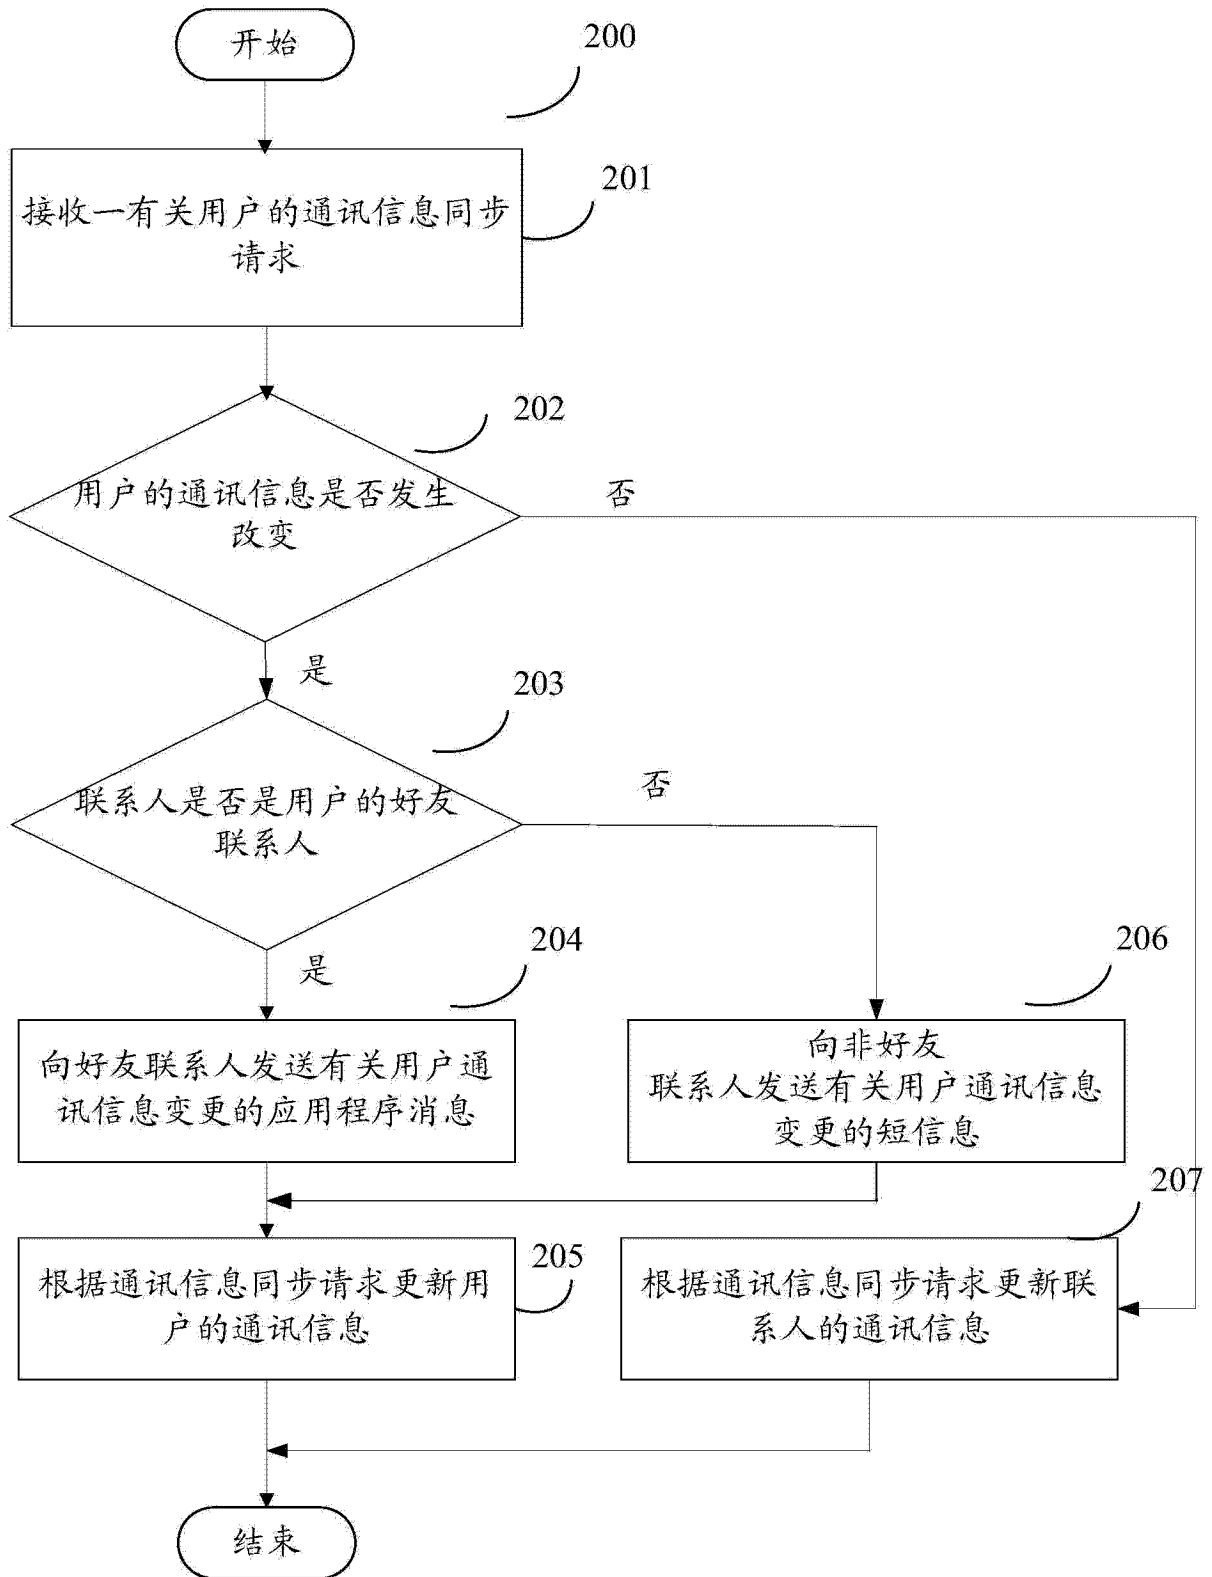 开始
200
接收一有关用户的通讯信息同步
请求
201
202
用户的通讯信息是否发生
改变
否
是
203
联系人是否是用户的好友
联系人
否
是
204
206
向好友联系人发送有关用户通
讯信息变更的应用程序消息
向非好友
联系人发送有关用户通讯信息
变更的短信息
207
根据通讯信息同步请求更新用
户的通讯信息
205
根据通讯信息同步请求更新联
系人的通讯信息
结束